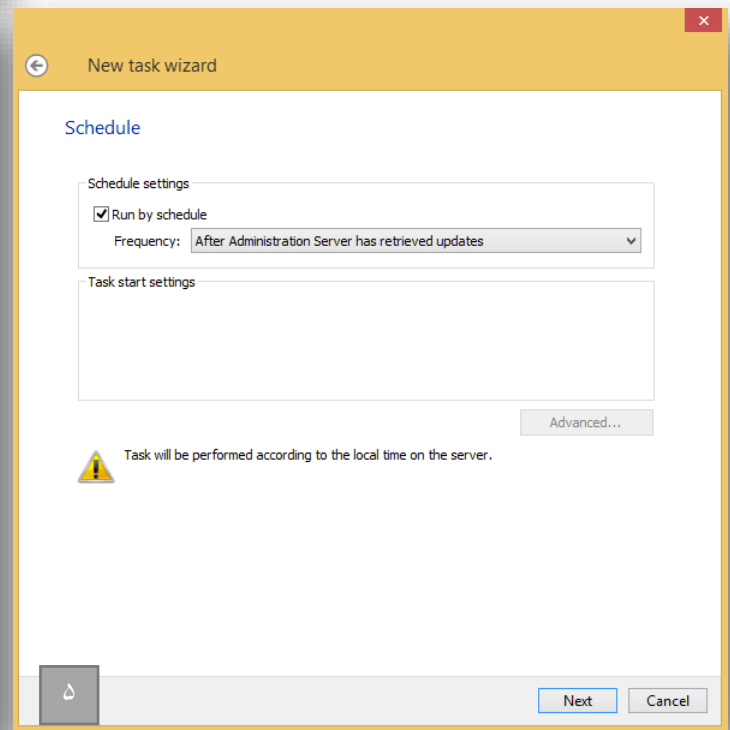 New task wizard
Schedule
Schedule settings
Run by schedule
Frequency: After Administration Server has retrieved updates
Task start settings
Advanced...
Task will be performed according to the local time on the server.
۵
Next Cancel